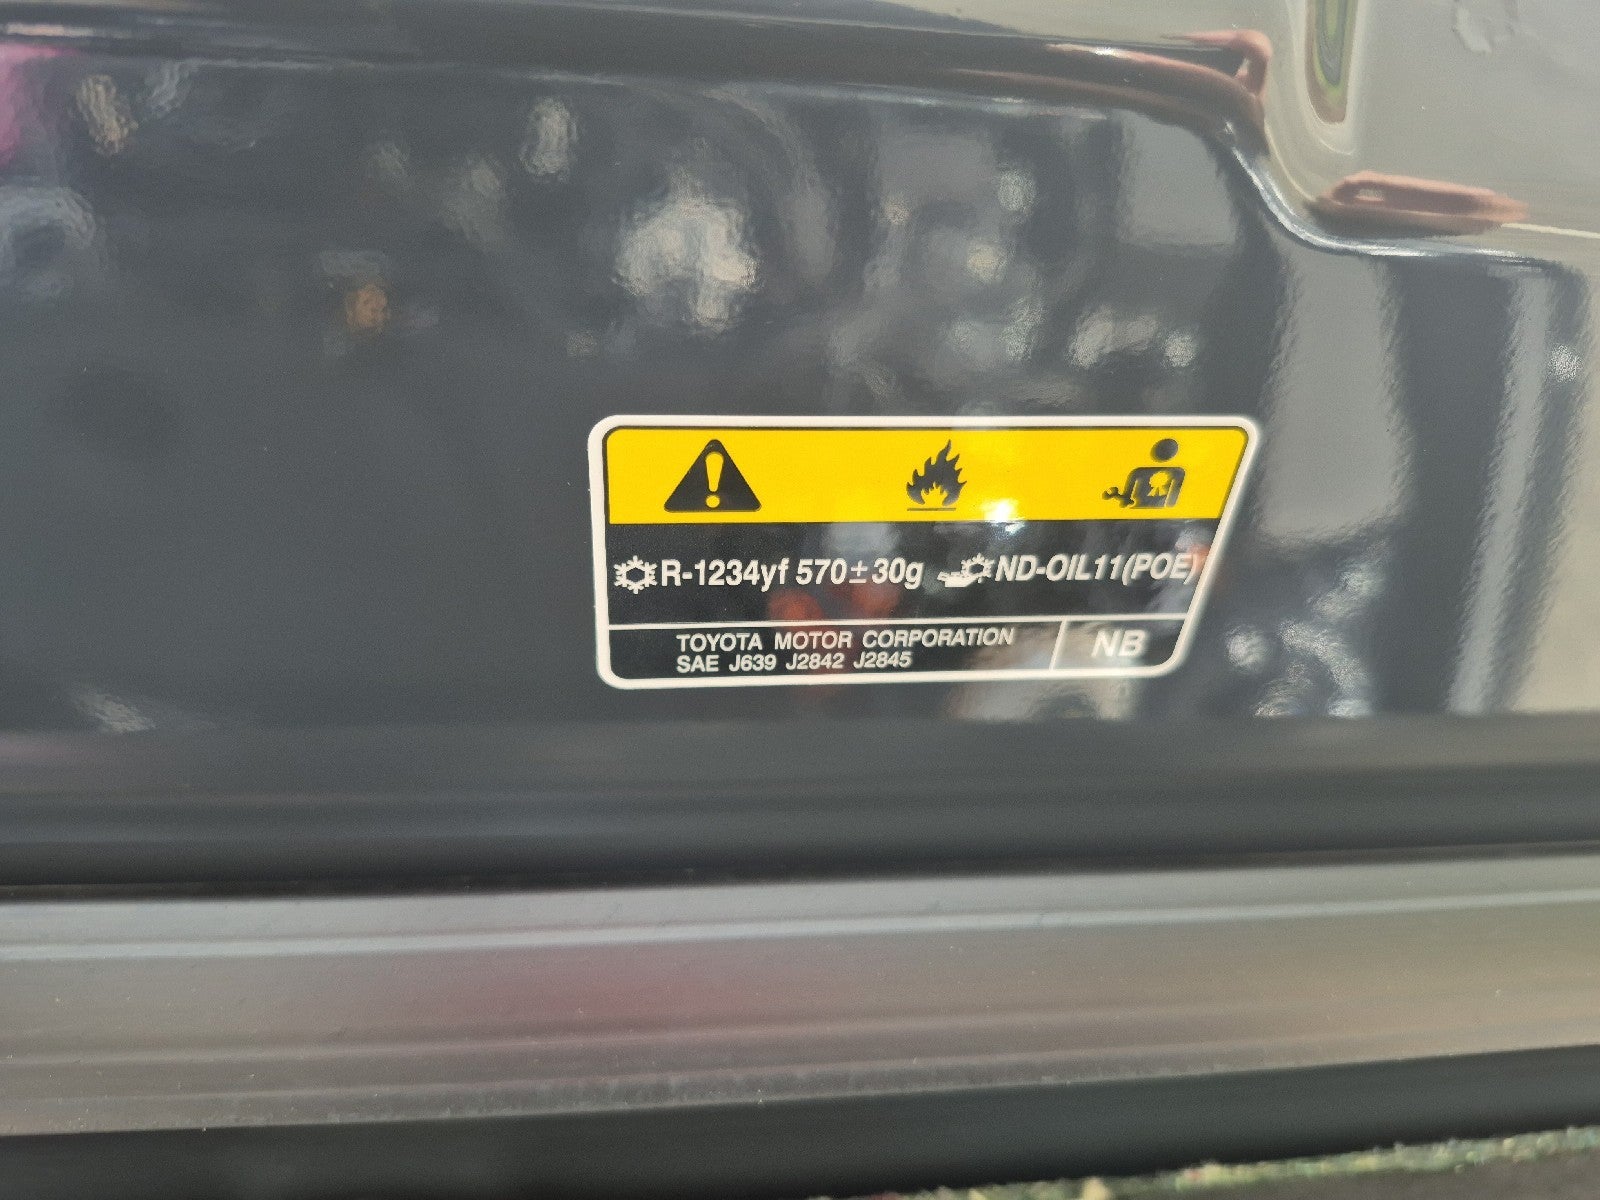 R-1234yf 570±30g ND-OIL11(POE)
TOYOTA MOTOR CORPORATION
SAE J639 J2842 J2845
NB